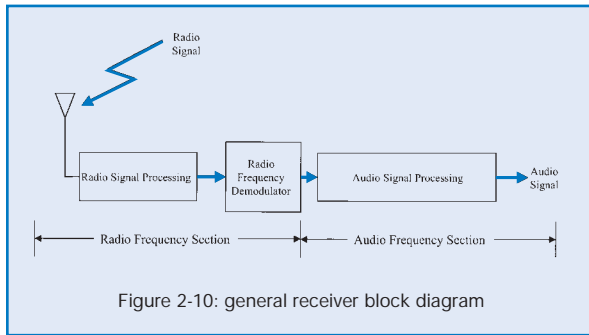 Radio
Signal
Radio Signal Processing
Radio
Frequency
Demodulator
Audio Signal Processing
Audio
Signal
Radio Frequency Section
Audio Frequency Section
Figure 2-10: general receiver block diagram